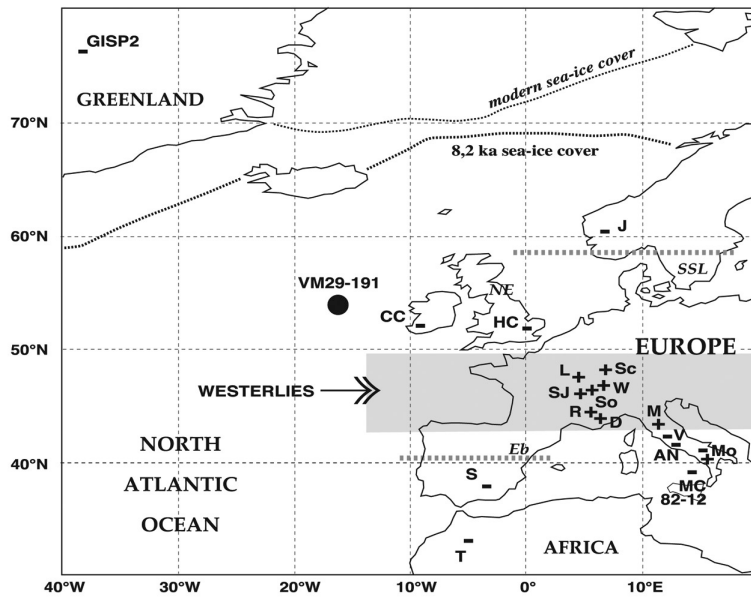 GISP2
GREENLAND
modern sea-ice cover
70°N
8,2 ka sea-ice cover
J
60°N
SSL
VM29-191
NE
CC
HC
50°N
EUROPE
L
Sc
WESTERLIES
SJ
W
So
R
D
M
V
NORTH
Eb
AN
Mo
40°N
S
MC
82-12
ATLANTIC
OCEAN
T
AFRICA
40°W
30°W
20°W
10°W
0°
10°E